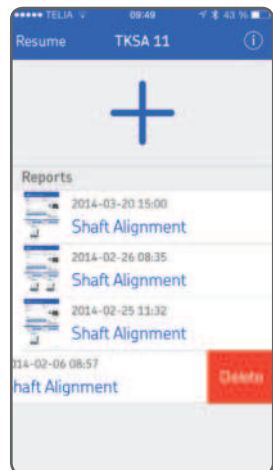 TELIA 09:49 43 %
Resume TKSA 11 i
Reports
2014-03-20 15:00
Shaft Alignment
2014-02-26 08:35
Shaft Alignment
2014-02-25 11:32
Shaft Alignment
014-02-06 08:57
haft Alignment
Delete